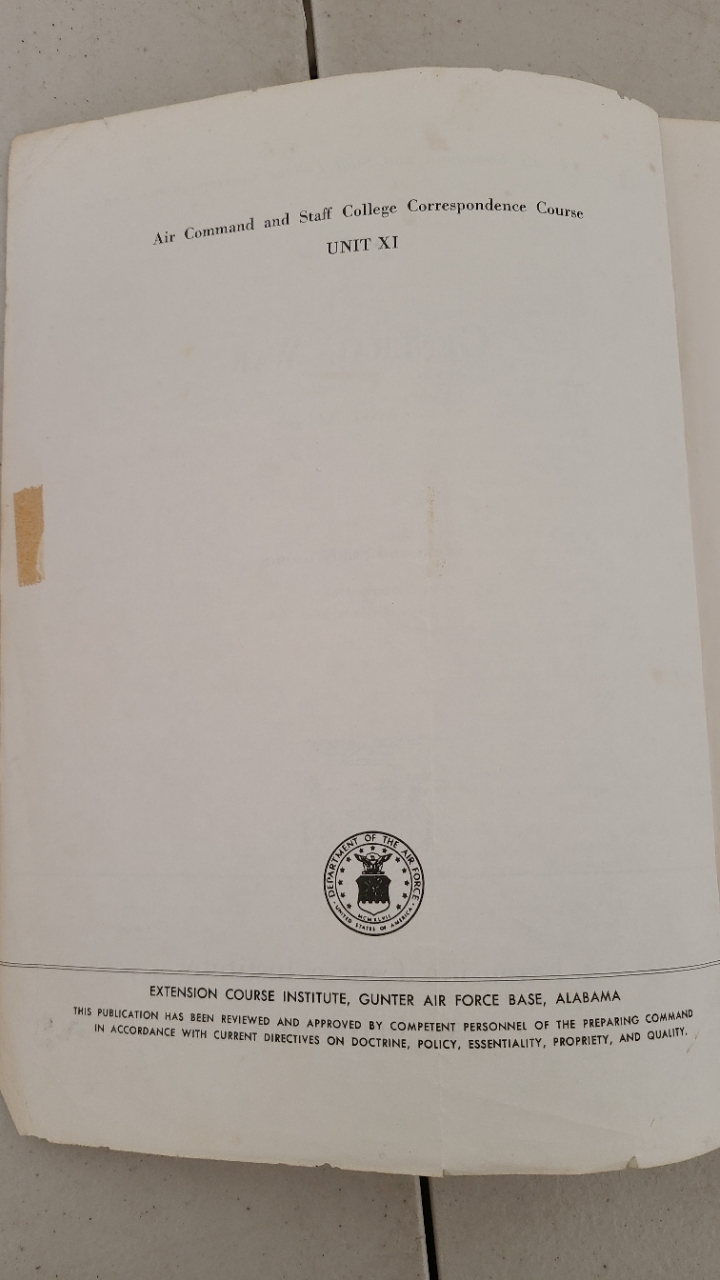 Air Command and Staff College Correspondence Course
UNIT XI
DEPARTMENT OF THE AIR FORCE
MCMXLVII
UNITED STATES OF AMERICA
EXTENSION COURSE INSTITUTE, GUNTER AIR FORCE BASE, ALABAMA
THIS PUBLICATION HAS BEEN REVIEWED AND APPROVED BY COMPETENT PERSONNEL OF THE PREPARING COMMAND
IN ACCORDANCE WITH CURRENT DIRECTIVES ON DOCTRINE, POLICY, ESSENTIALITY, PROPRIETY, AND QUALITY.